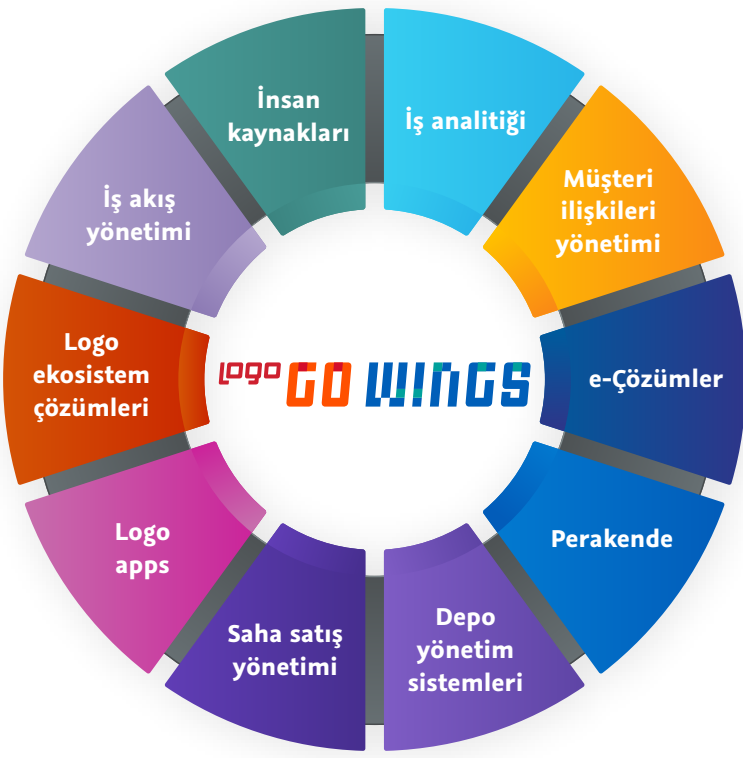 İnsan
kaynakları
İş analitiği
Müşteri
ilişkileri
yönetimi
e-Çözümler
Perakende
Depo
yönetim
sistemleri
Saha satış
yönetimi
Logo
apps
Logo
ekosistem
çözümleri
İş akış
yönetimi
LOGO GO WINGS